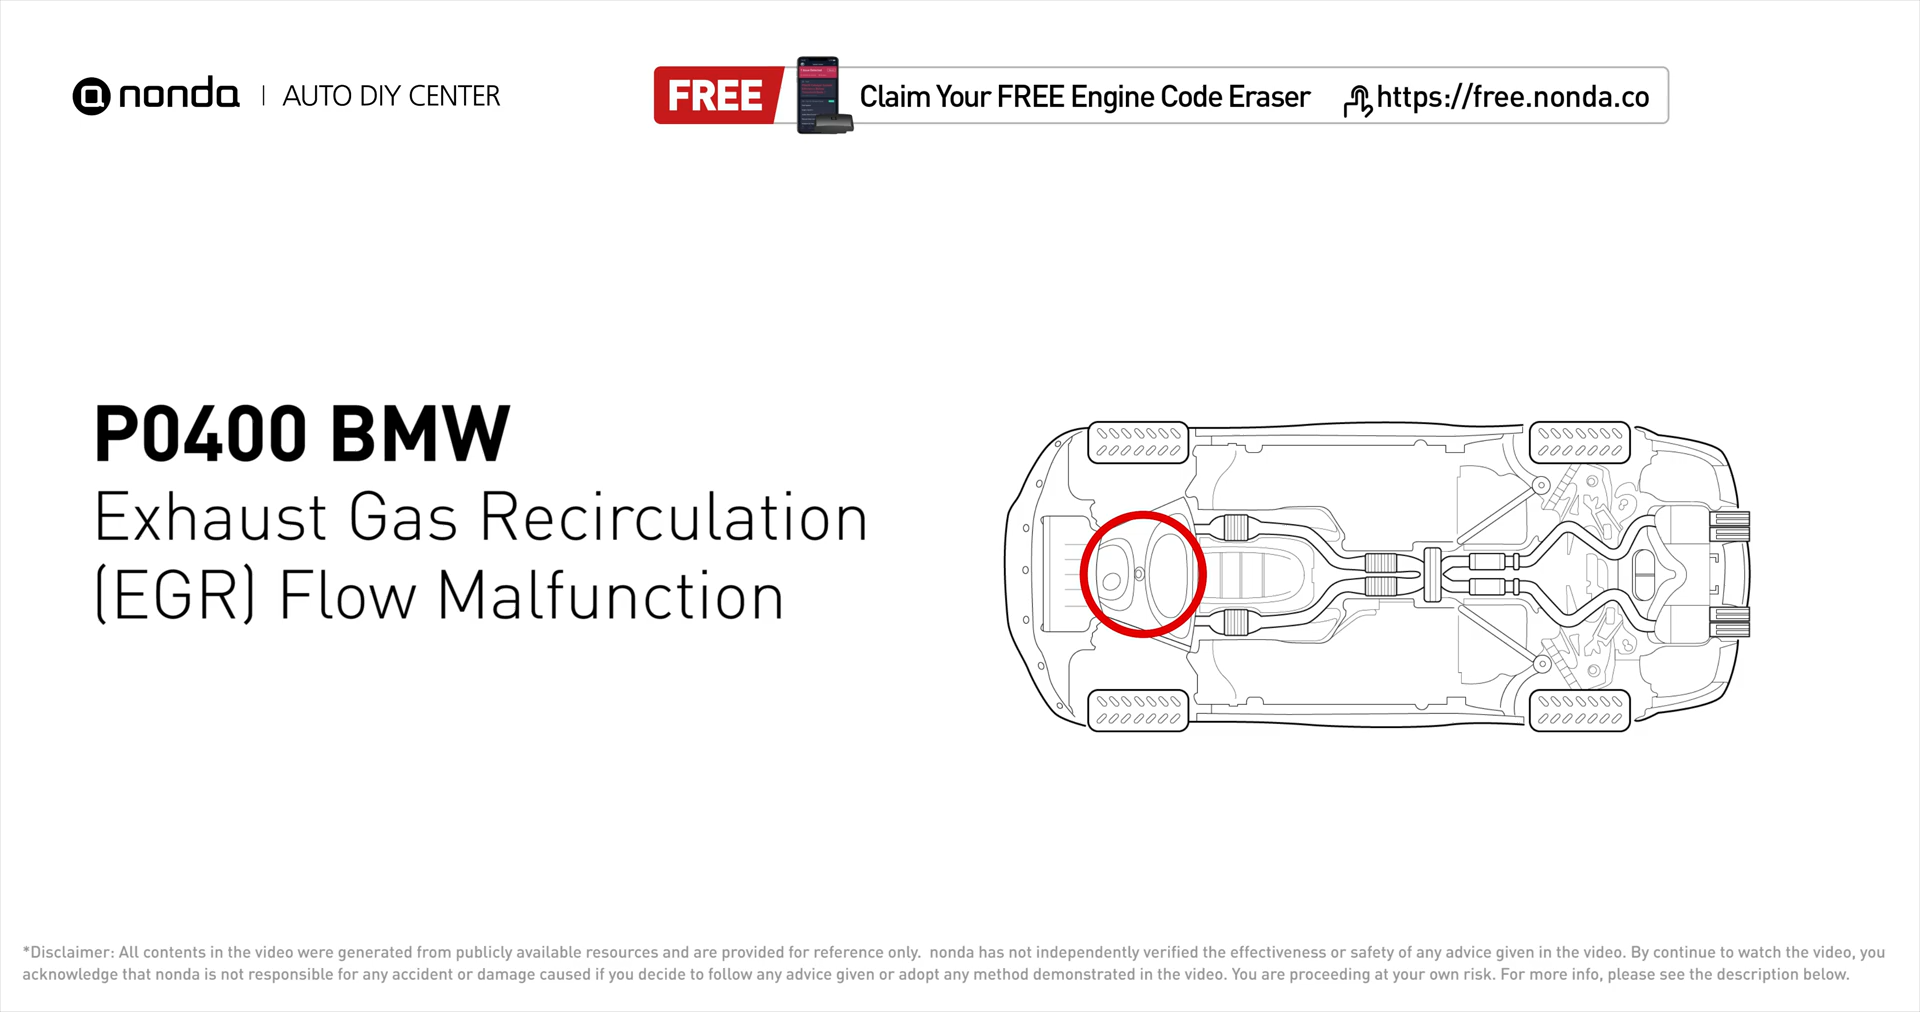 nonda | AUTO DIY CENTER
FREE Claim Your FREE Engine Code Eraser https://free.nonda.co
P0400 BMW
Exhaust Gas Recirculation
(EGR) Flow Malfunction
*Disclaimer: All contents in the video were generated from publicly available resources and are provided for reference only. nonda has not independently verified the effectiveness or safety of any advice given in the video. By continue to watch the video, you
acknowledge that nonda is not responsible for any accident or damage caused if you decide to follow any advice given or adopt any method demonstrated in the video. You are proceeding at your own risk. For more info, please see the description below.